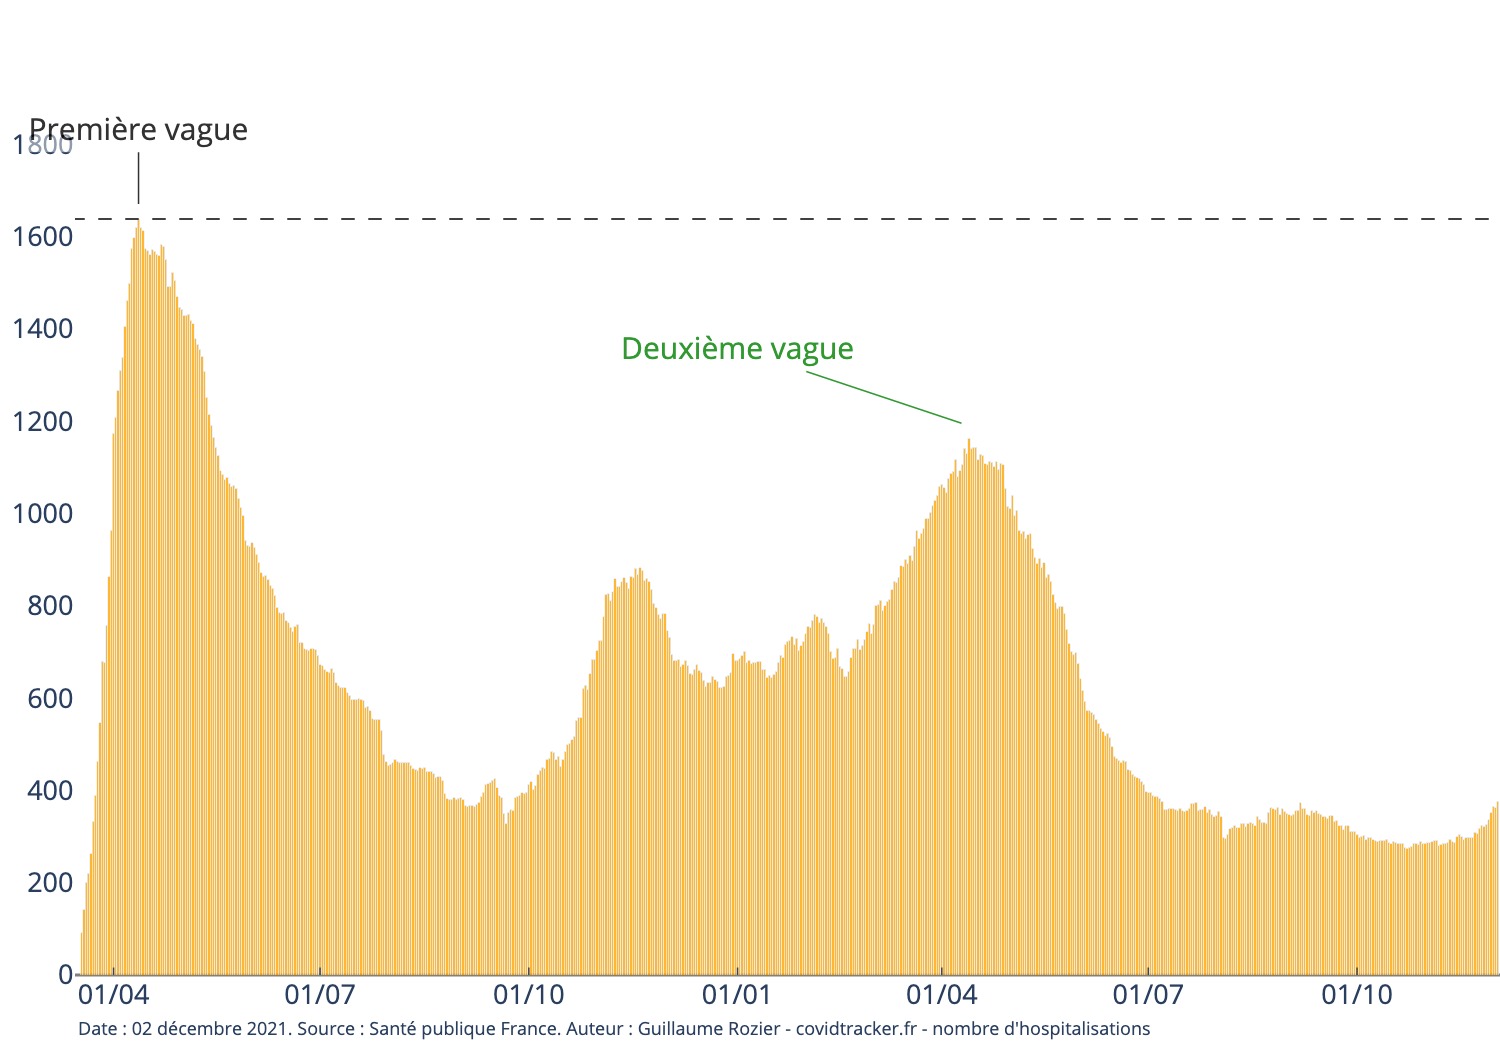 Première vague
1800
1600
1400
Deuxième vague
1200
1000
800
600
400
200
0
01/04 01/07 01/10 01/01 01/04 01/07 01/10
Date : 02 décembre 2021. Source : Santé publique France. Auteur : Guillaume Rozier - covidtracker.fr - nombre d'hospitalisations